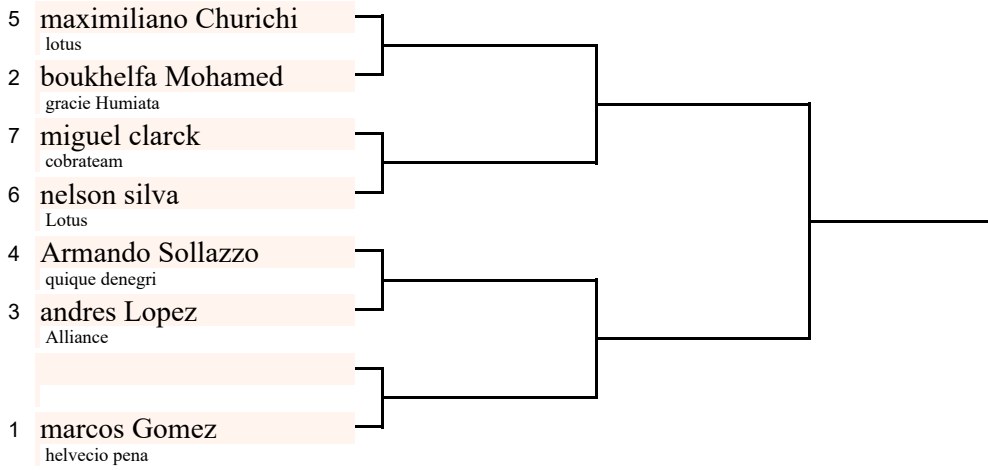 5 maximiliano Churichi
lotus
2 boukhelfa Mohamed
gracie Humiata
7 miguel clarck
cobrateam
6 nelson silva
Lotus
4 Armando Sollazzo
quique denegri
3 andres Lopez
Alliance
1 marcos Gomez
helvecio pena